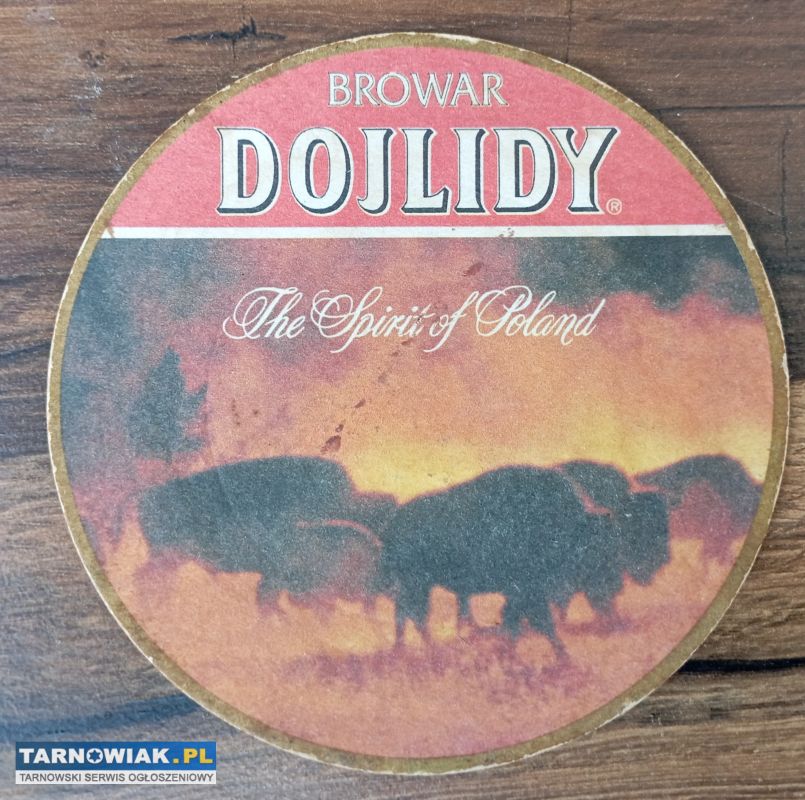 BROWAR
DOJLIDY®
The Spirit of Poland
TARNOWIAK.PL
TARNOWSKI SERWIS OGŁOSZENIOWY